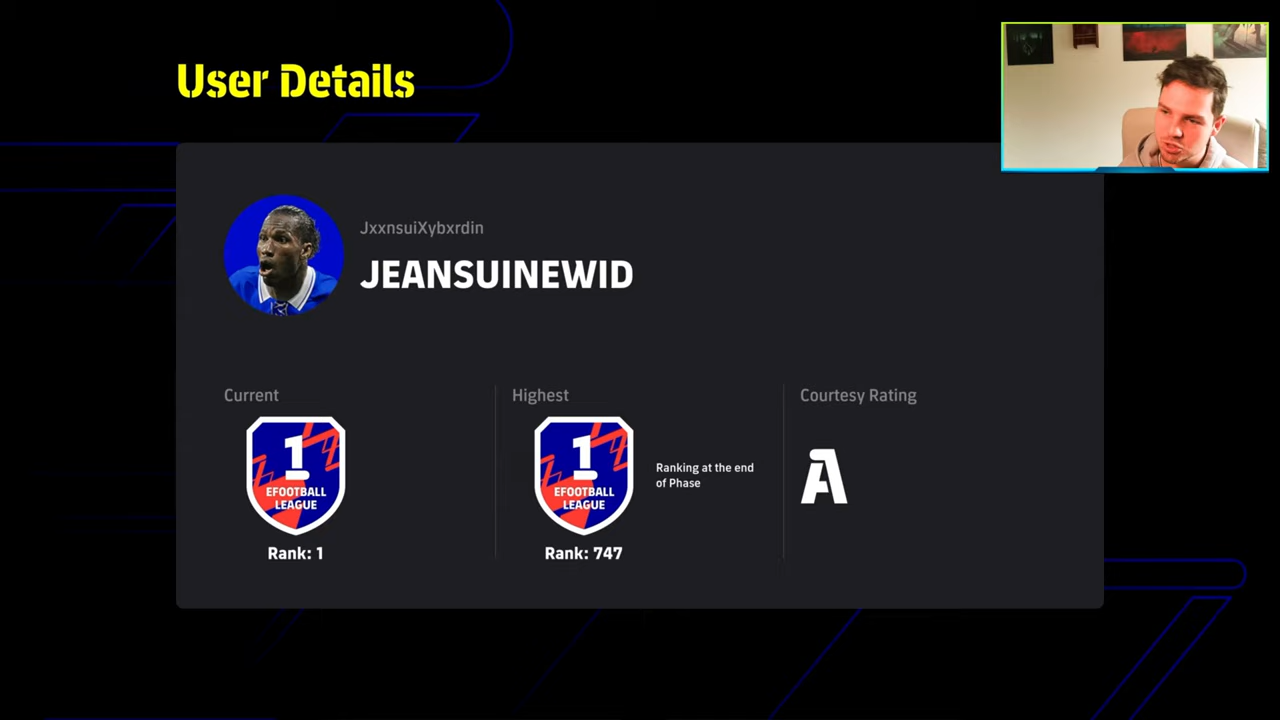 User Details
JxxnsuiXybxrdin
JEANSUINEWID
Current
1
EFOOTBALL
LEAGUE
Rank: 1
Highest
1
EFOOTBALL
LEAGUE
Rank: 747
Ranking at the end
of Phase
Courtesy Rating
A